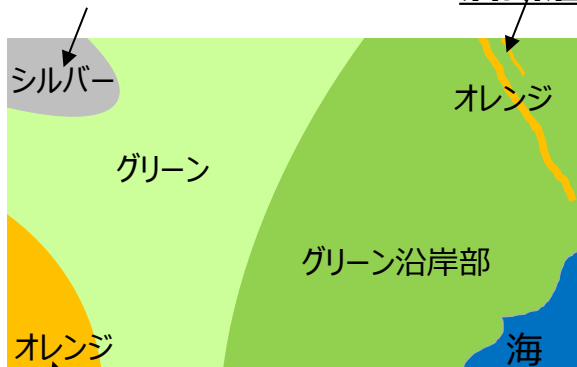 シルバー
オレンジ
グリーン
グリーン沿岸部
オレンジ
海